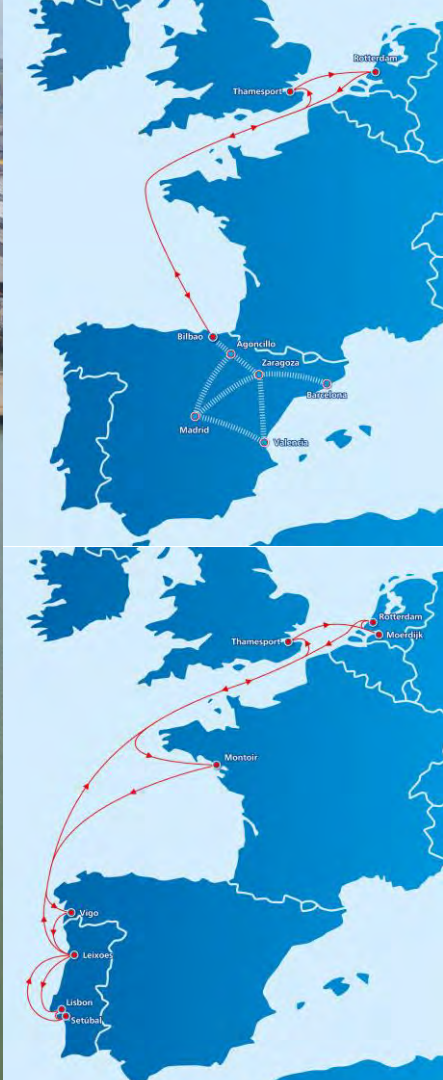 Rotterdam
Thamesport
Bilbao
Agoncillo
Zaragoza
Barcelona
Madrid
Valencia
Rotterdam
Thamesport
Moerdijk
Montoir
Vigo
Leixoes
Lisbon
Setúbal